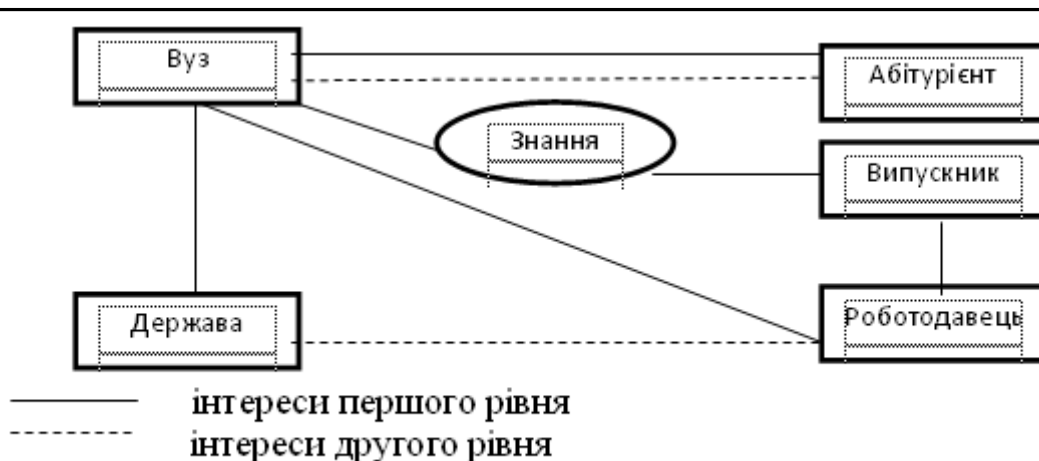 Вуз
Абітурієнт
Знання
Випускник
Держава
Роботодавець
інтереси першого рівня
інтереси другого рівня